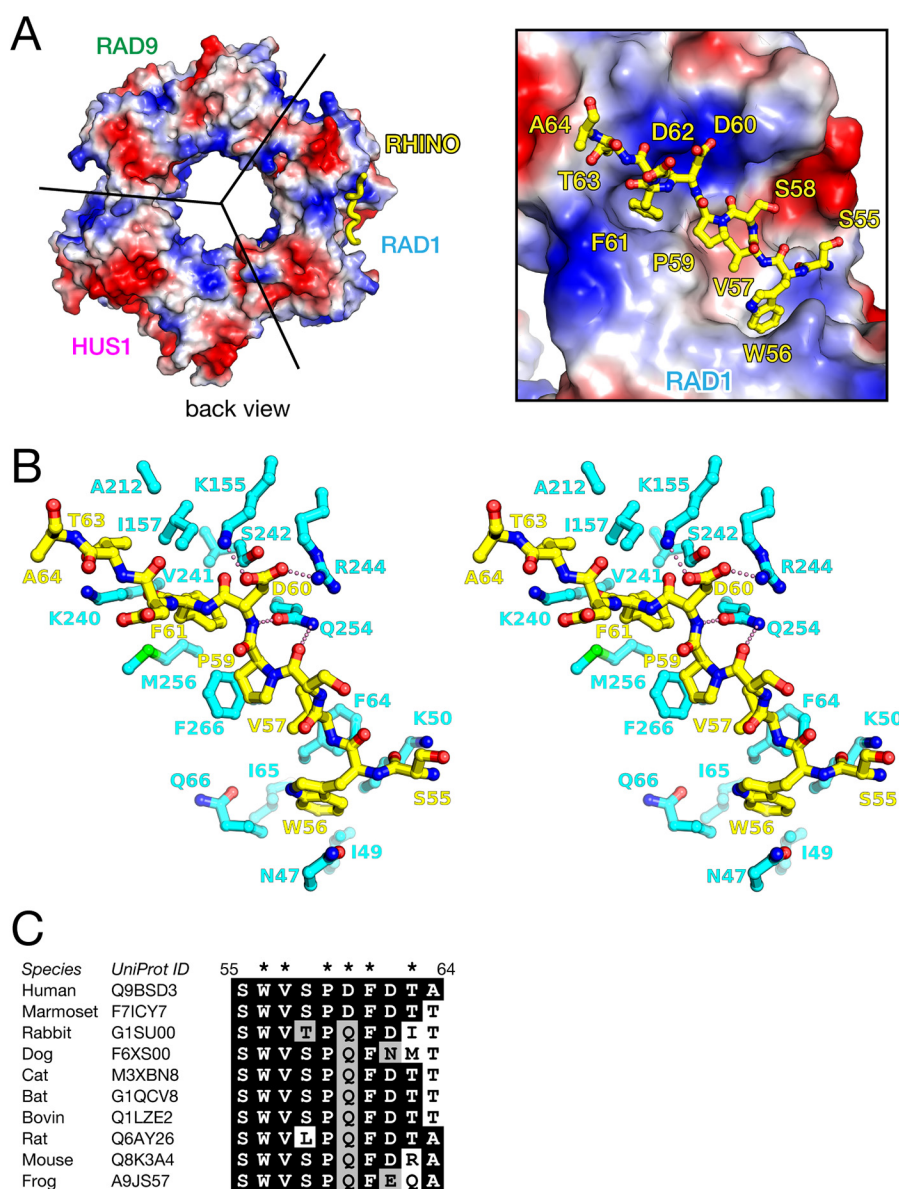 A
RAD9
RHINO
RAD1
HUS1
back view
A64
D62
D60
T63
S58
S55
F61
P59
V57
W56
RAD1
B
A212
K155
T63
I157
S242
R244
A64
V241
D60
K240
F61
Q254
P59
M256
F64
F266
V57
K50
Q66
I65
S55
W56
I49
N47
A212
K155
T63
I157
S242
R244
A64
V241
D60
K240
F61
Q254
P59
M256
F64
F266
V57
K50
Q66
I65
S55
W56
I49
N47
C
Species UniProt ID 55 * * * * * * 64
Human Q9BSD3 S W V S P D F D T A
Marmoset F7ICY7 S W V S P D F D T T
Rabbit G1SU00 S W V T P Q F D I T
Dog F6XS00 S W V S P Q F N M T
Cat M3XBN8 S W V S P Q F D T T
Bat G1QCV8 S W V S P Q F D T T
Bovin Q1LZE2 S W V S P Q F D T T
Rat Q6AY26 S W V L P Q F D T A
Mouse Q8K3A4 S W V S P Q F D R A
Frog A9JS57 S W V S P Q F E Q A